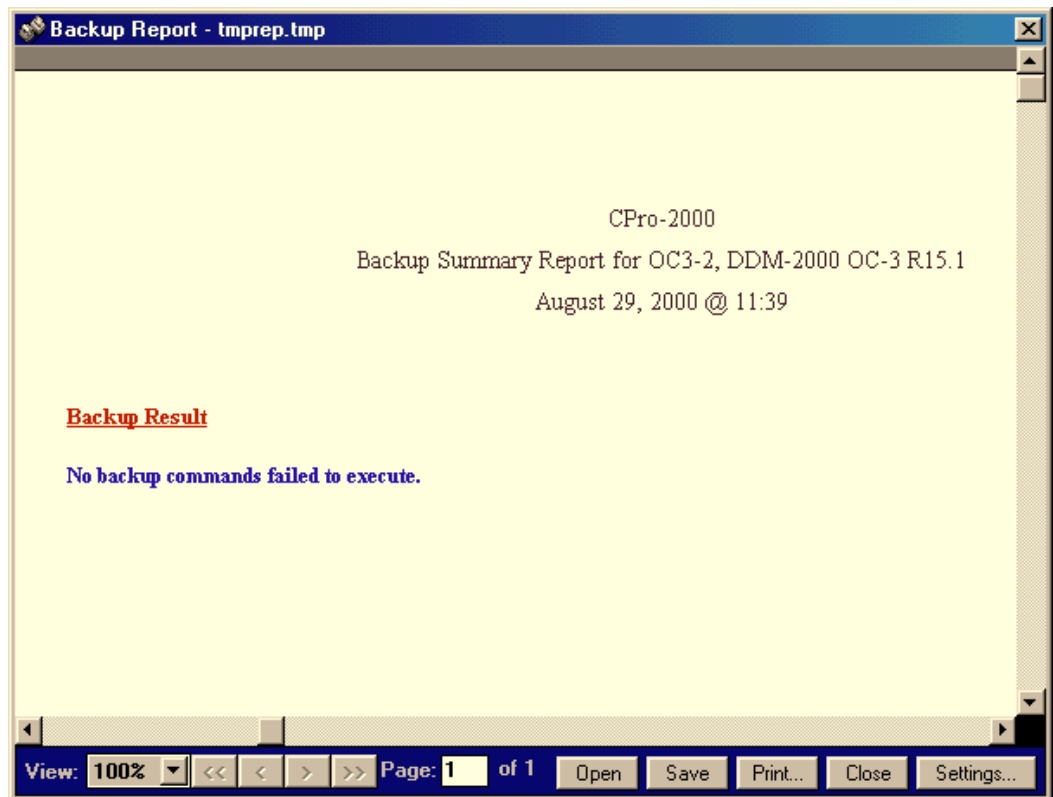 Backup Report - tmprep.tmp
CPro-2000
Backup Summary Report for OC3-2, DDM-2000 OC-3 R15.1
August 29, 2000 @ 11:39
Backup Result
No backup commands failed to execute.
View: 100% << < > >> Page: 1 of 1 Open Save Print... Close Settings...